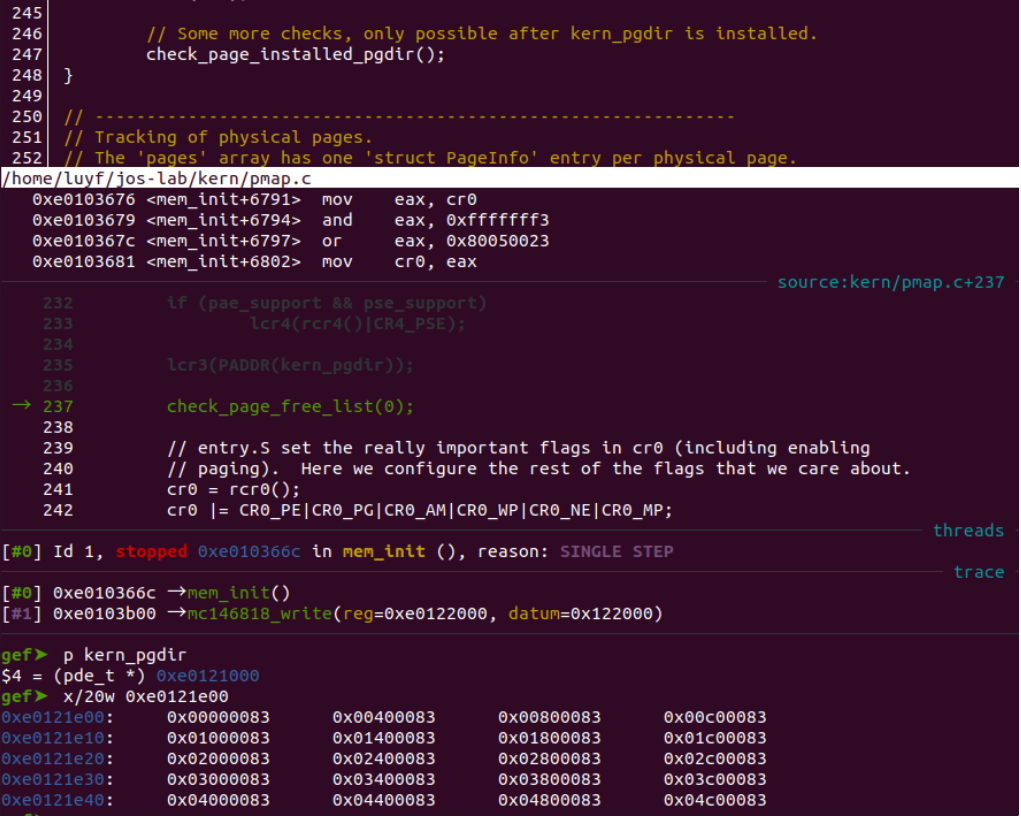 245
246 // Some more checks, only possible after kern_pgdir is installed.
247 check_page_installed_pgdir();
248 }
249
250 // --------------------------------------------------------------
251 // Tracking of physical pages.
252 // The 'pages' array has one 'struct PageInfo' entry per physical page.
/home/luyf/jos-lab/kern/pmap.c
0xe0103676 <mem_init+6791> mov eax, cr0
0xe0103679 <mem_init+6794> and eax, 0xfffffff3
0xe010367c <mem_init+6797> or eax, 0x80050023
0xe0103681 <mem_init+6802> mov cr0, eax
source:kern/pmap.c+237
232 if (pae_support && pse_support)
233 lcr4(rcr4()|CR4_PSE);
234
235 lcr3(PADDR(kern_pgdir));
236
→ 237 check_page_free_list(0);
238
239 // entry.S set the really important flags in cr0 (including enabling
240 // paging). Here we configure the rest of the flags that we care about.
241 cr0 = rcr0();
242 cr0 |= CR0_PE|CR0_PG|CR0_AM|CR0_WP|CR0_NE|CR0_MP;
threads
[#0] Id 1, stopped 0xe010366c in mem_init (), reason: SINGLE STEP
trace
[#0] 0xe010366c →mem_init()
[#1] 0xe0103b00 →mc146818_write(reg=0xe0122000, datum=0x122000)
gef➤ p kern_pgdir
$4 = (pde_t *) 0xe0121000
gef➤ x/20w 0xe0121e00
0xe0121e00: 0x00000083 0x00400083 0x00800083 0x00c00083
0xe0121e10: 0x01000083 0x01400083 0x01800083 0x01c00083
0xe0121e20: 0x02000083 0x02400083 0x02800083 0x02c00083
0xe0121e30: 0x03000083 0x03400083 0x03800083 0x03c00083
0xe0121e40: 0x04000083 0x04400083 0x04800083 0x04c00083